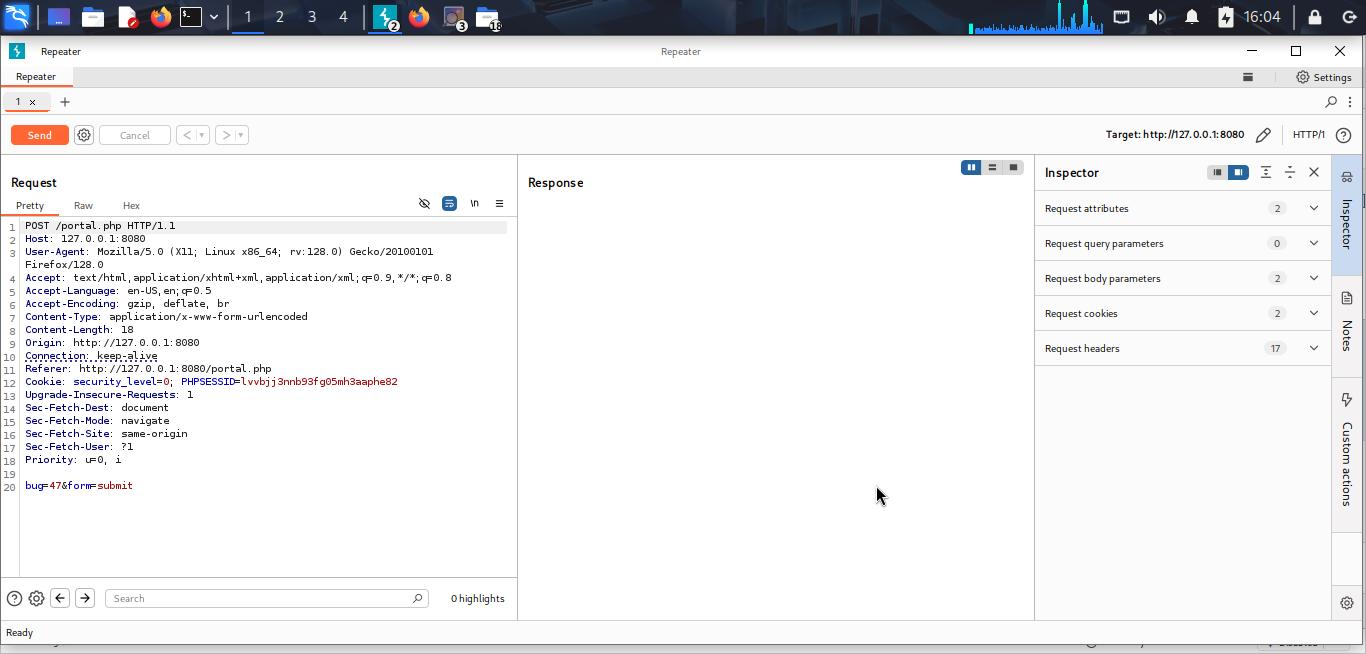 1 2 3 4 2 3 18 16:04
Repeater Repeater
Repeater Settings
1 × +
Send Cancel < > Target: http://127.0.0.1:8080 HTTP/1
Request
Pretty Raw Hex \n
1 POST /portal.php HTTP/1.1
2 Host: 127.0.0.1:8080
3 User-Agent: Mozilla/5.0 (X11; Linux x86_64; rv:128.0) Gecko/20100101
Firefox/128.0
4 Accept: text/html,application/xhtml+xml,application/xml;q=0.9,*/*;q=0.8
5 Accept-Language: en-US,en;q=0.5
6 Accept-Encoding: gzip, deflate, br
7 Content-Type: application/x-www-form-urlencoded
8 Content-Length: 18
9 Origin: http://127.0.0.1:8080
10 Connection: keep-alive
11 Referer: http://127.0.0.1:8080/portal.php
12 Cookie: security_level=0; PHPSESSID=lvvbjj3nnb93fg05mh3aaphe82
13 Upgrade-Insecure-Requests: 1
14 Sec-Fetch-Dest: document
15 Sec-Fetch-Mode: navigate
16 Sec-Fetch-Site: same-origin
17 Sec-Fetch-User: ?1
18 Priority: u=0, i
19
20 bug=47&form=submit
Search 0 highlights
Response
Inspector
Request attributes 2
Request query parameters 0
Request body parameters 2
Request cookies 2
Request headers 17
Inspector
Notes
Custom actions
Ready